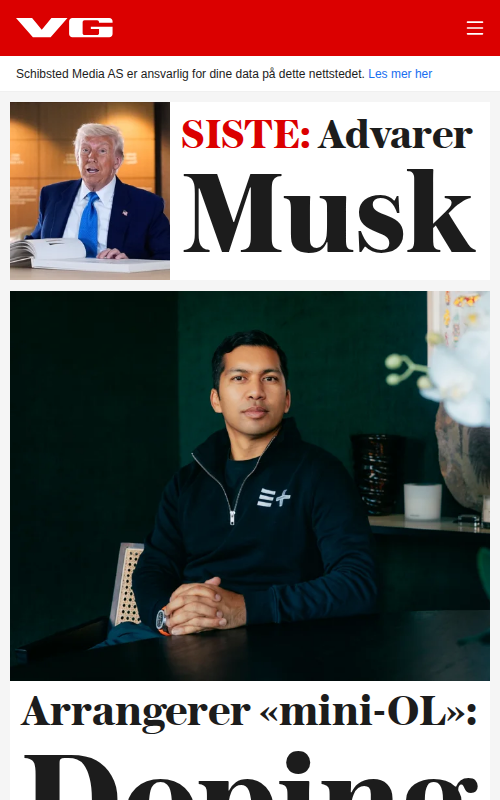 VG
Schibsted Media AS er ansvarlig for dine data på dette nettstedet. Les mer her
SISTE: Advarer
Musk
E+
Arrangerer «mini-OL»:
Doping